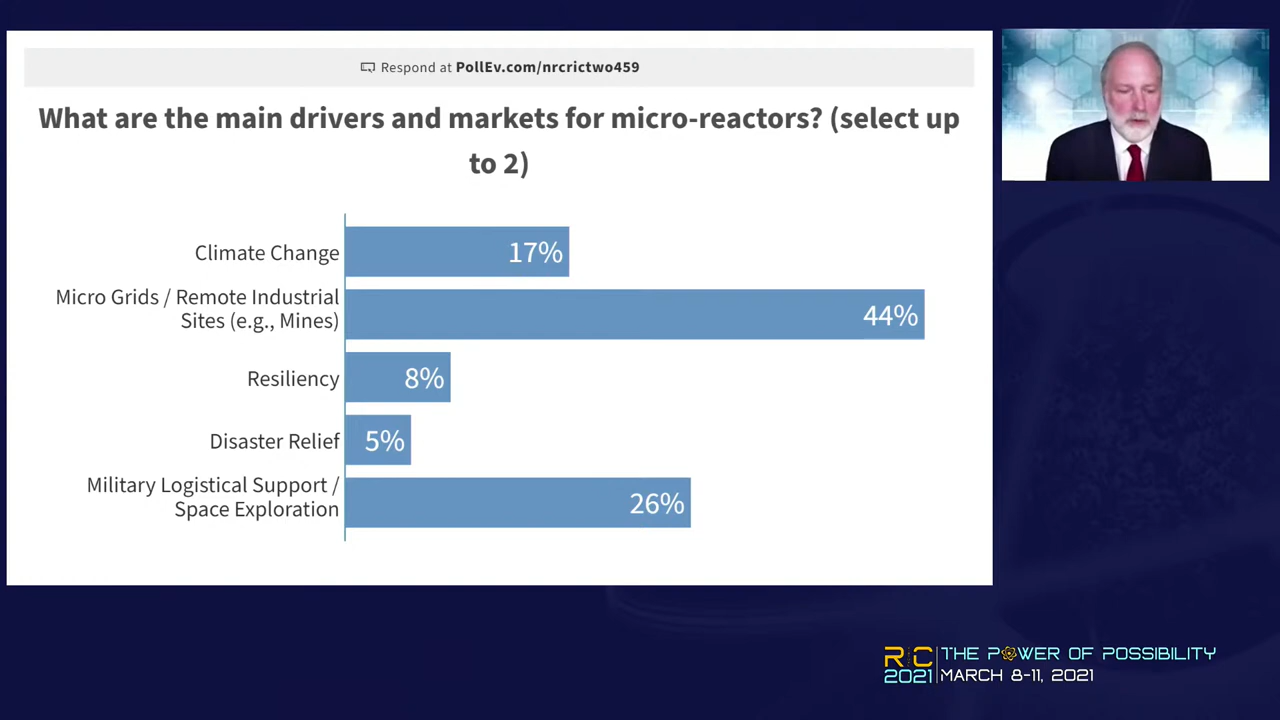 Respond at PollEv.com/nrcrictwo459
What are the main drivers and markets for micro-reactors? (select up
to 2)
Climate Change
17%
Micro Grids / Remote Industrial
Sites (e.g., Mines)
44%
Resiliency
8%
Disaster Relief
5%
Military Logistical Support /
Space Exploration
26%
RIC
2021
THE POWER OF POSSIBILITY
MARCH 8-11, 2021